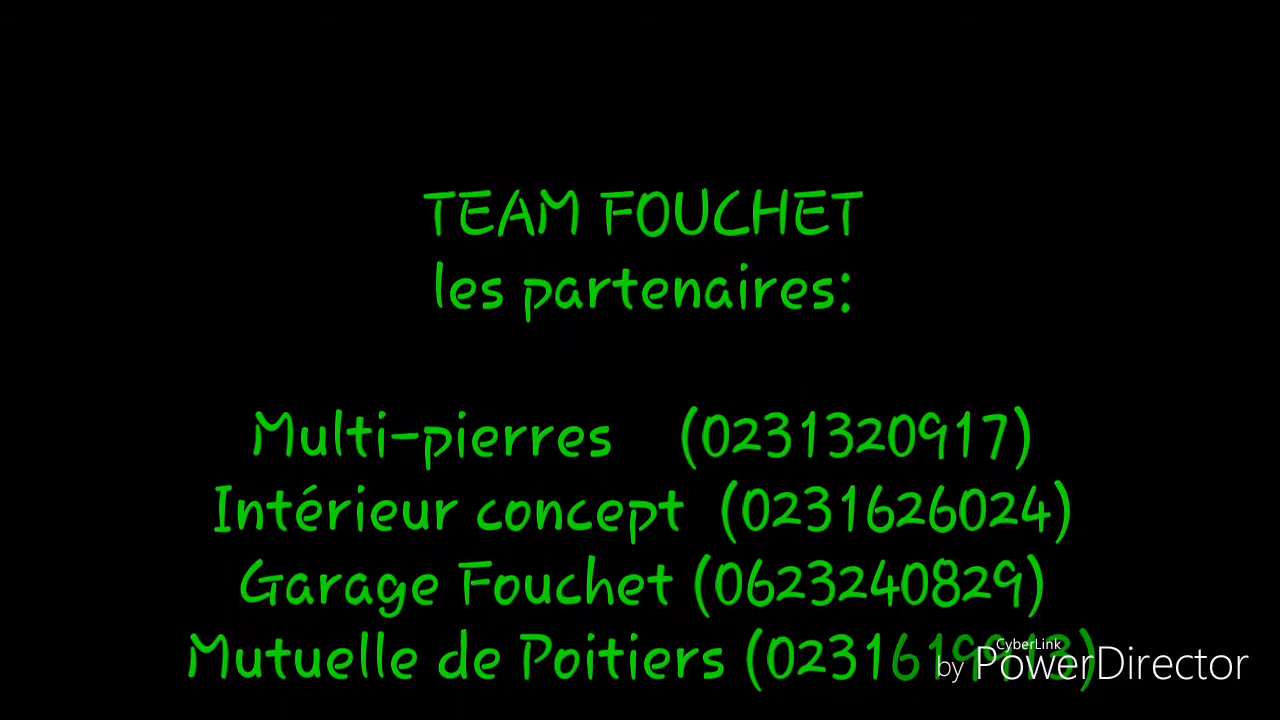 TEAM FOUCHET
les partenaires:
Multi-pierres (0231320917)
Intérieur concept (0231626024)
Garage Fouchet (0623240829)
Mutuelle de Poitiers
CyberLink
by PowerDirector